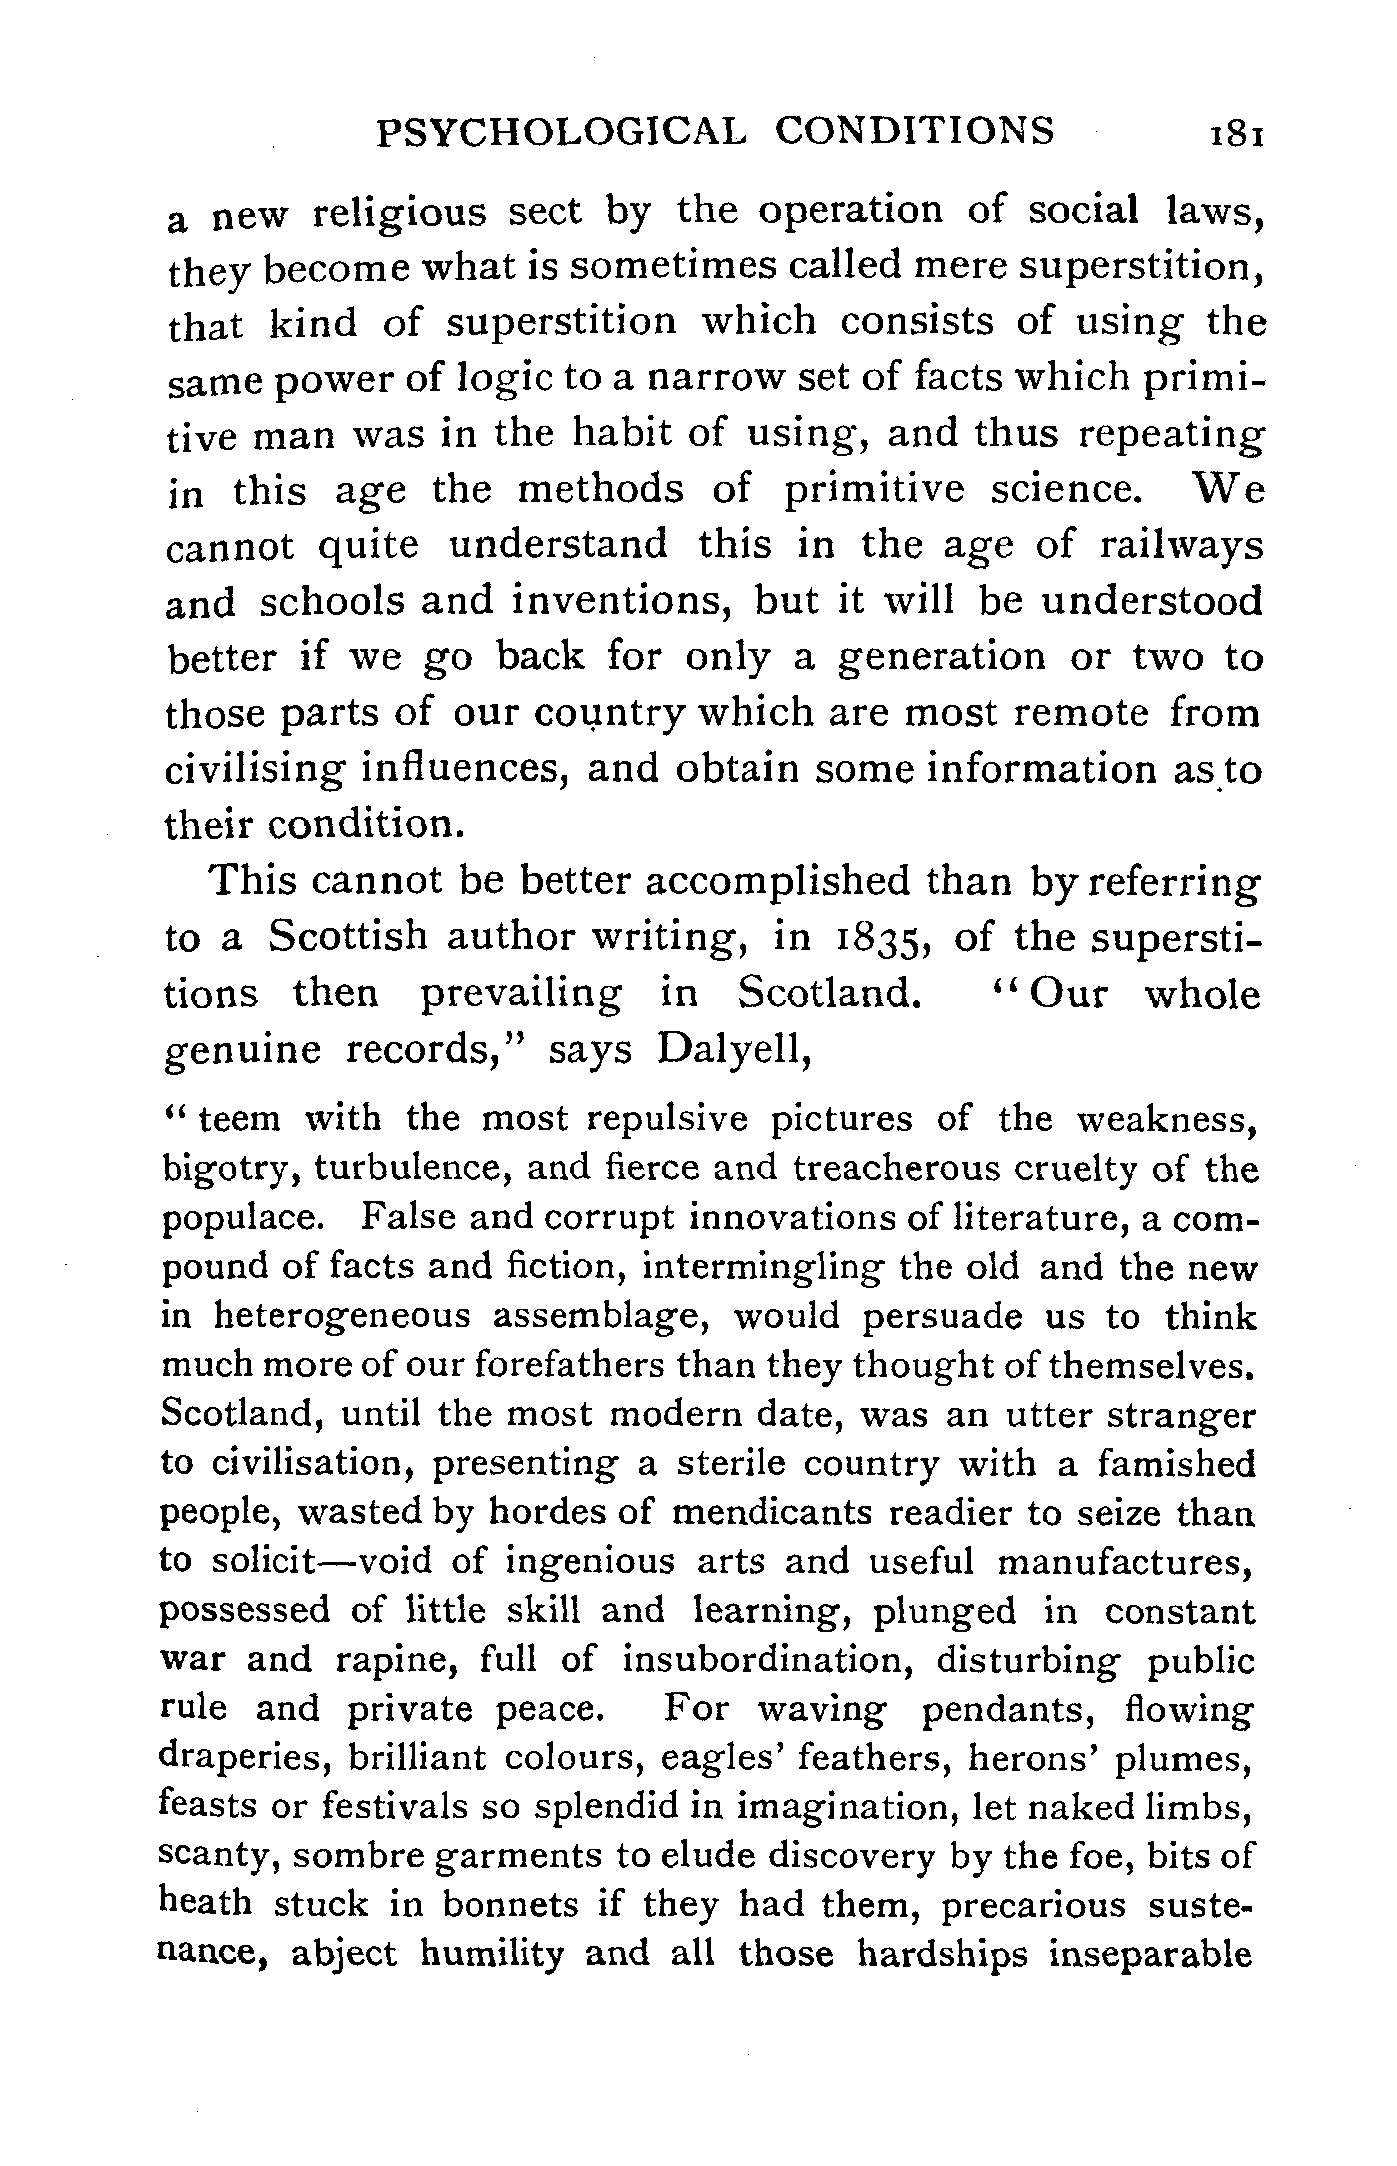 PSYCHOLOGICAL CONDITIONS 181
a new religious sect by the operation of social laws,
they become what is sometimes called mere superstition,
that kind of superstition which consists of using the
same power of logic to a narrow set of facts which primi-
tive man was in the habit of using, and thus repeating
in this age the methods of primitive science. We
cannot quite understand this in the age of railways
and schools and inventions, but it will be understood
better if we go back for only a generation or two to
those parts of our country which are most remote from
civilising influences, and obtain some information as to
their condition.
This cannot be better accomplished than by referring
to a Scottish author writing, in 1835, of the supersti-
tions then prevailing in Scotland. “Our whole
genuine records,” says Dalyell,
“teem with the most repulsive pictures of the weakness,
bigotry, turbulence, and fierce and treacherous cruelty of the
populace. False and corrupt innovations of literature, a com-
pound of facts and fiction, intermingling the old and the new
in heterogeneous assemblage, would persuade us to think
much more of our forefathers than they thought of themselves.
Scotland, until the most modern date, was an utter stranger
to civilisation, presenting a sterile country with a famished
people, wasted by hordes of mendicants readier to seize than
to solicit—void of ingenious arts and useful manufactures,
possessed of little skill and learning, plunged in constant
war and rapine, full of insubordination, disturbing public
rule and private peace. For waving pendants, flowing
draperies, brilliant colours, eagles’ feathers, herons’ plumes,
feasts or festivals so splendid in imagination, let naked limbs,
scanty, sombre garments to elude discovery by the foe, bits of
heath stuck in bonnets if they had them, precarious suste-
nance, abject humility and all those hardships inseparable